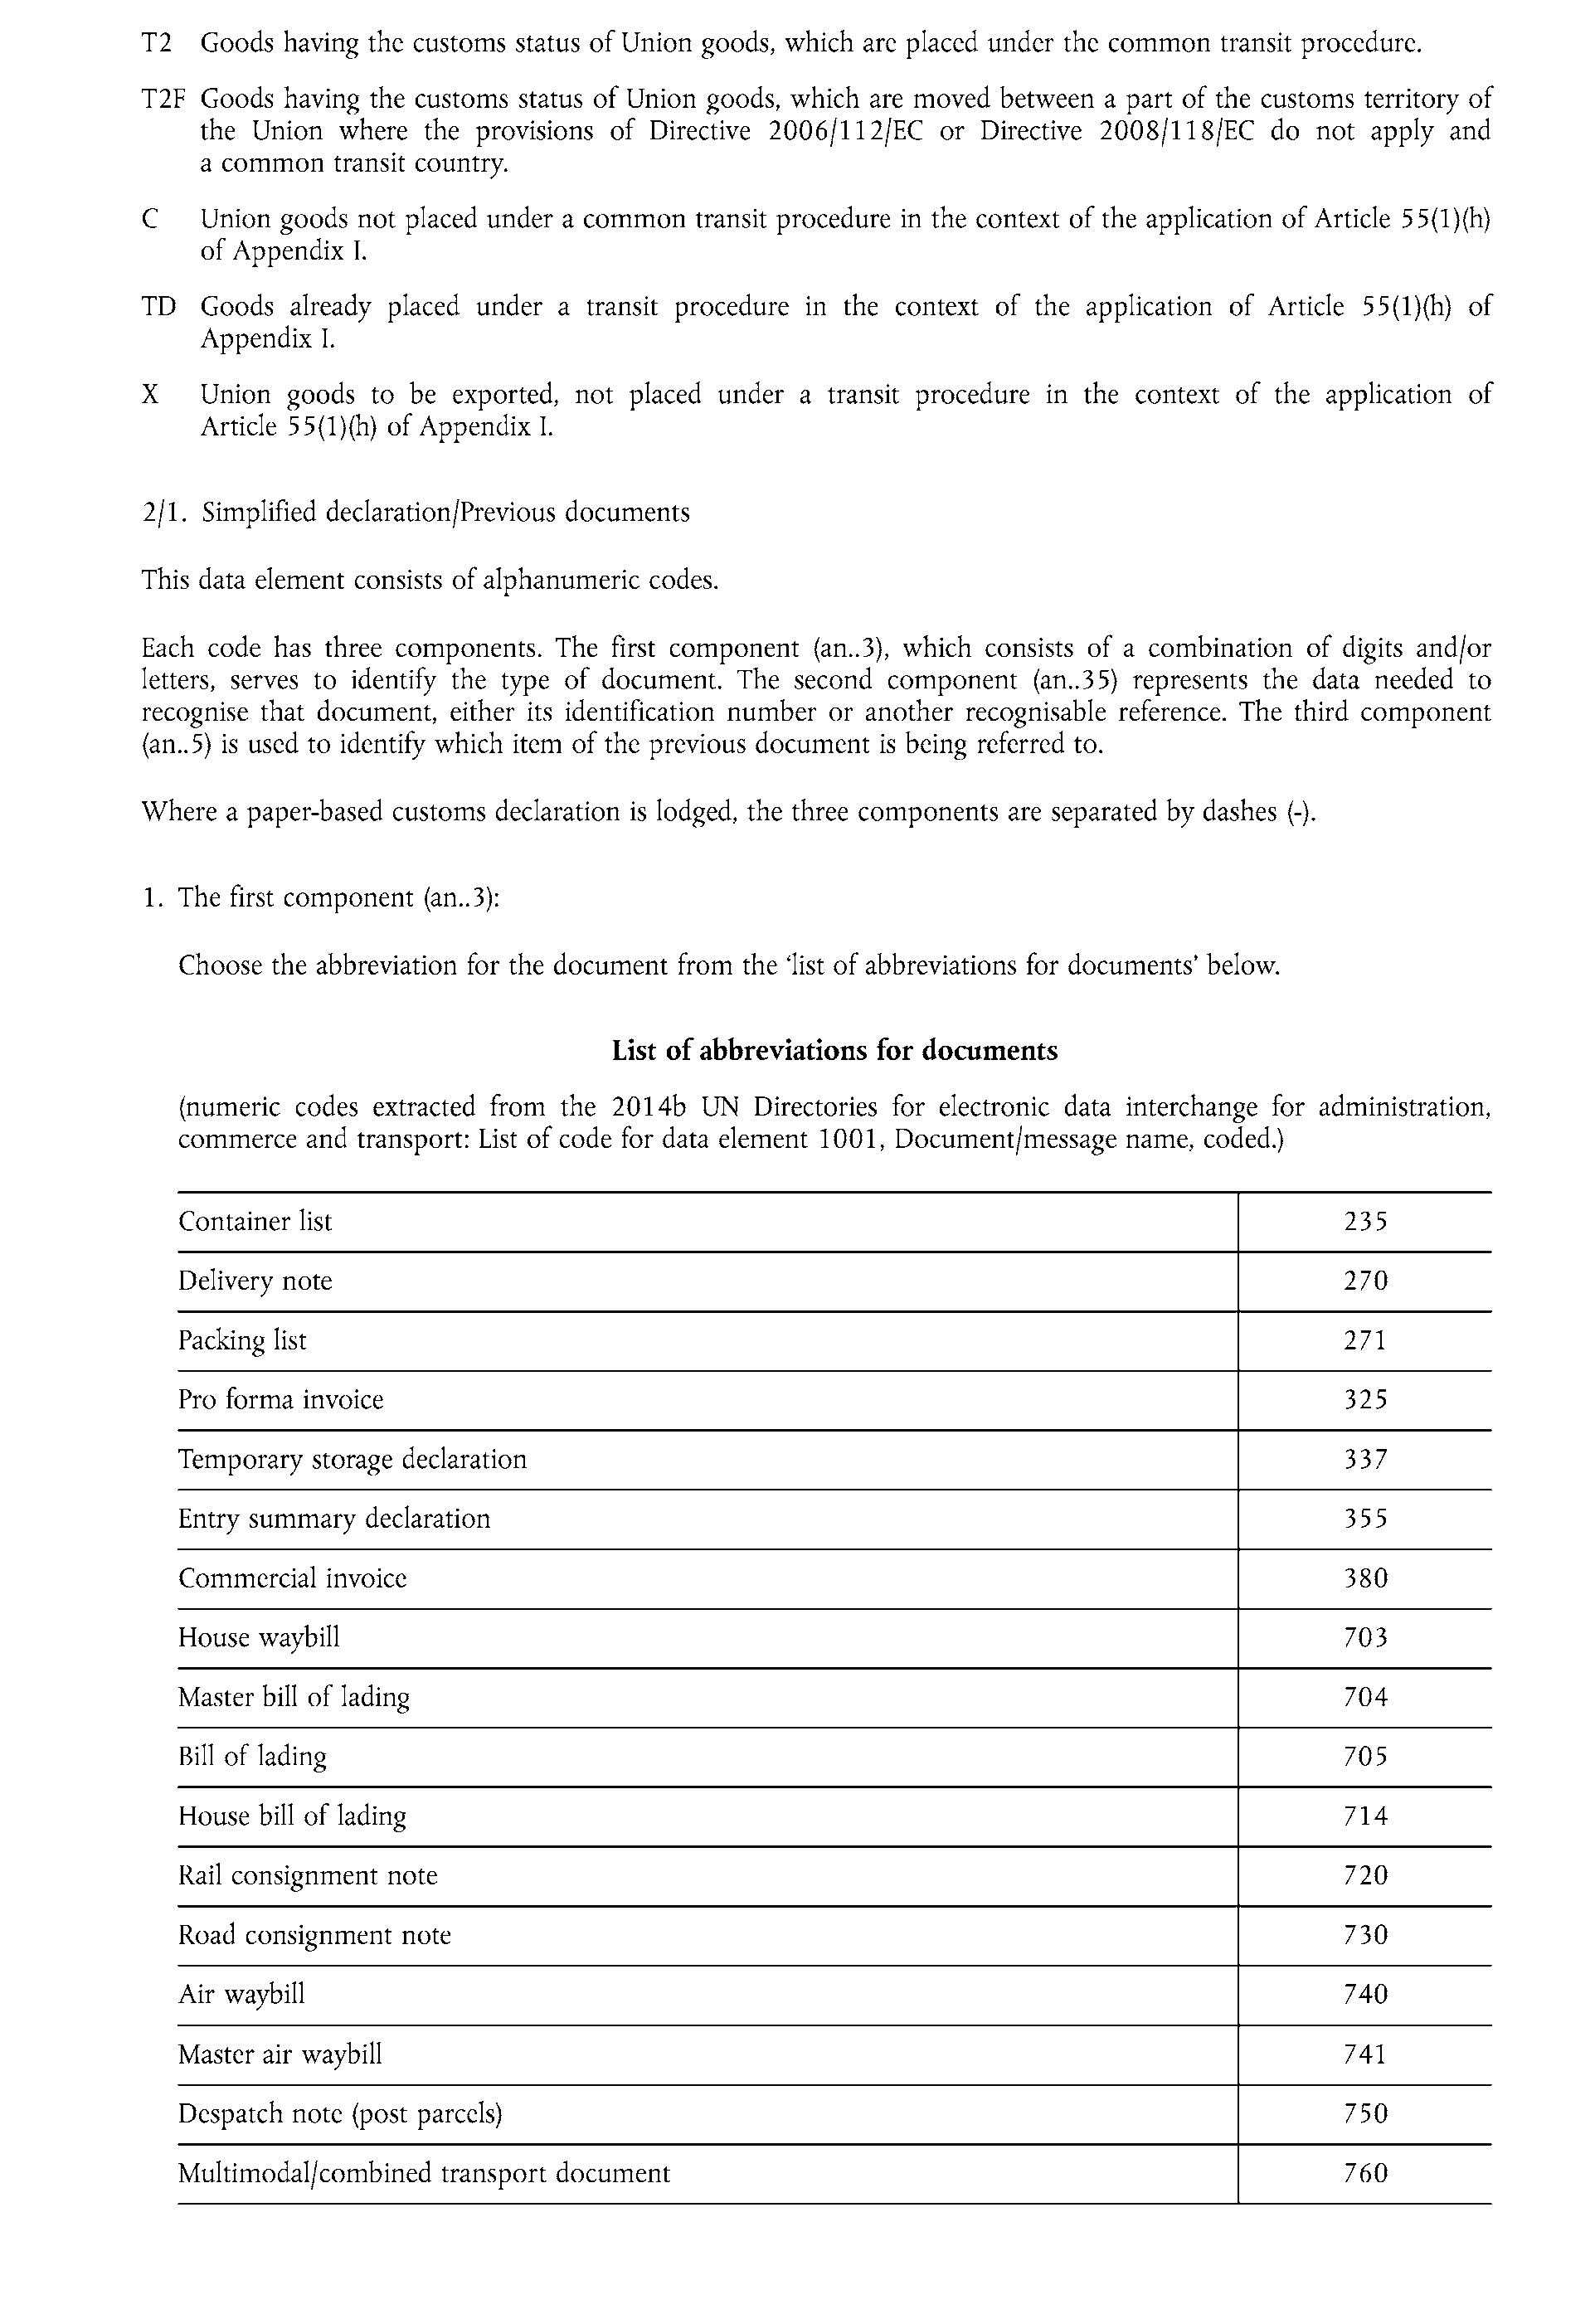 T2 Goods having the customs status of Union goods, which are placed under the common transit procedure.
T2F Goods having the customs status of Union goods, which are moved between a part of the customs territory of
the Union where the provisions of Directive 2006/112/EC or Directive 2008/118/EC do not apply and
a common transit country.
C Union goods not placed under a common transit procedure in the context of the application of Article 55(1)(h)
of Appendix I.
TD Goods already placed under a transit procedure in the context of the application of Article 55(1)(h) of
Appendix I.
X Union goods to be exported, not placed under a transit procedure in the context of the application of
Article 55(1)(h) of Appendix I.
2/1. Simplified declaration/Previous documents
This data element consists of alphanumeric codes.
Each code has three components. The first component (an..3), which consists of a combination of digits and/or
letters, serves to identify the type of document. The second component (an..35) represents the data needed to
recognise that document, either its identification number or another recognisable reference. The third component
(an..5) is used to identify which item of the previous document is being referred to.
Where a paper-based customs declaration is lodged, the three components are separated by dashes (-).
1. The first component (an..3):
Choose the abbreviation for the document from the ‘list of abbreviations for documents’ below.
List of abbreviations for documents
(numeric codes extracted from the 2014b UN Directories for electronic data interchange for administration,
commerce and transport: List of code for data element 1001, Document/message name, coded.)
Container list 235
Delivery note 270
Packing list 271
Pro forma invoice 325
Temporary storage declaration 337
Entry summary declaration 355
Commercial invoice 380
House waybill 703
Master bill of lading 704
Bill of lading 705
House bill of lading 714
Rail consignment note 720
Road consignment note 730
Air waybill 740
Master air waybill 741
Despatch note (post parcels) 750
Multimodal/combined transport document 760